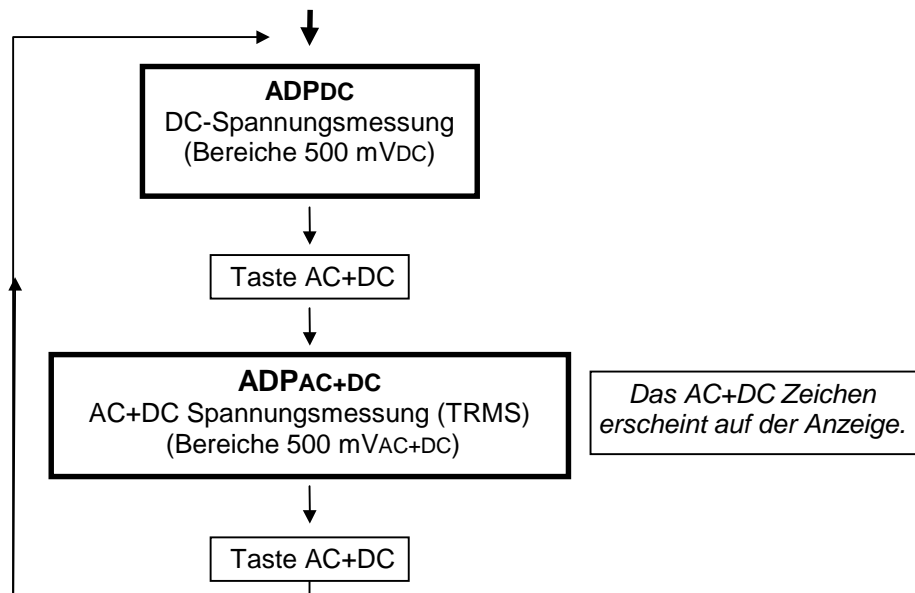 ADPDC
DC-Spannungsmessung
(Bereiche 500 mVDC)
Taste AC+DC
ADPAC+DC
AC+DC Spannungsmessung (TRMS)
(Bereiche 500 mVAC+DC)
Das AC+DC Zeichen
erscheint auf der Anzeige.
Taste AC+DC